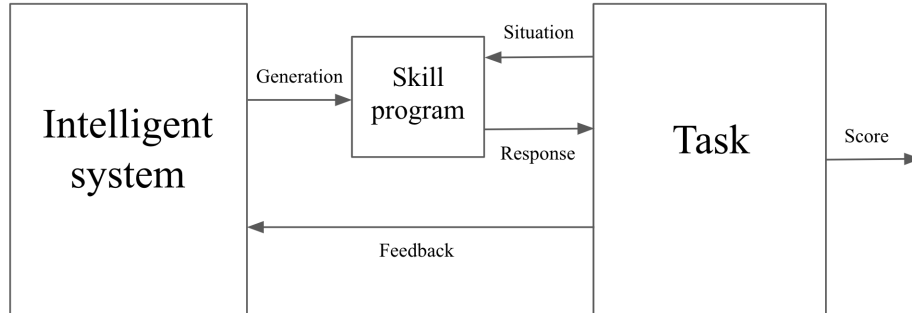 Intelligent
system
Generation
Skill
program
Situation
Response
Feedback
Task
Score